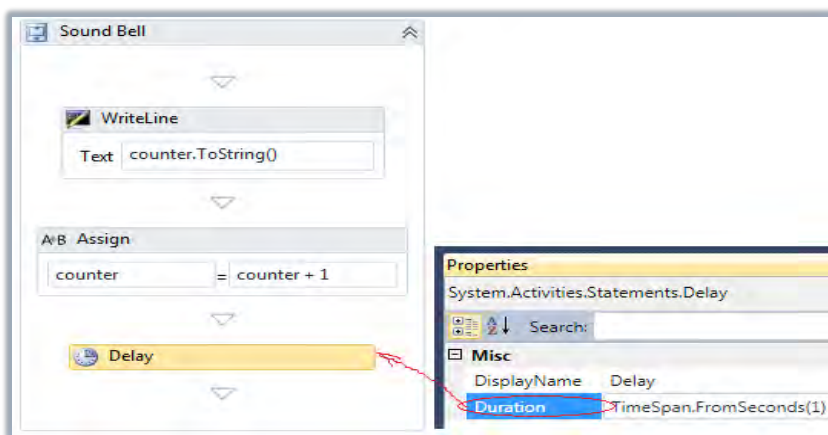 Sound Bell
WriteLine
Text counter.ToString()
A•B Assign
counter = counter + 1
Delay
Properties
System.Activities.Statements.Delay
Search:
Misc
DisplayName Delay
Duration TimeSpan.FromSeconds(1)